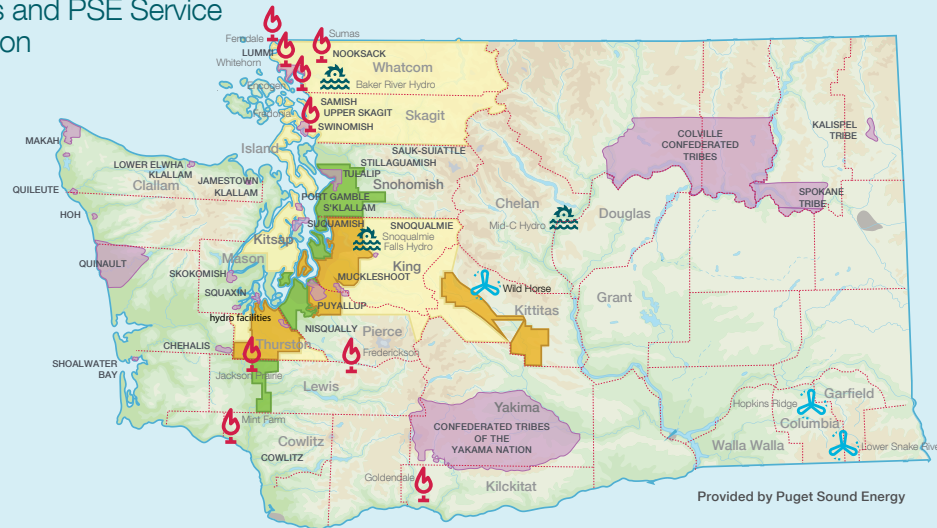 s and PSE Service
on
Ferndale
Sumas
LUMMI
NOOKSACK
Whitehorn
Whatcom
Encogen
Baker River Hydro
SAMISH
UPPER SKAGIT
Skagit
Fredonia
SWINOMISH
MAKAH
KALISPEL
TRIBE
COLVILLE
CONFEDERATED
TRIBES
Island
SAUK-SUIATTLE
STILLAGUAMISH
LOWER ELWHA
KLALLAM
TULALIP
Clallam
JAMESTOWN
KLALLAM
Snohomish
QUILEUTE
PORT GAMBLE
S'KLALLAM
SPOKANE
TRIBE
Chelan
HOH
Douglas
SUQUAMISH
SNOQUALMIE
Mid-C Hydro
Kitsap
Snoqualmie
Falls Hydro
Mason
QUINAULT
King
SKOKOMISH
MUCKLESHOOT
SQUAXIN
Wild Horse
Grant
PUYALLUP
Kittitas
hydro facilities
NISQUALLY
Pierce
CHEHALIS
Thurston
Frederickson
SHOALWATER
BAY
Jackson Prairie
Lewis
Garfield
Hopkins Ridge
Yakima
Mint Farm
Columbia
CONFEDERATED TRIBES
OF THE
YAKAMA NATION
Cowlitz
Walla Walla
Lower Snake Rive
COWLITZ
Goldendale
Kilckitat
Provided by Puget Sound Energy